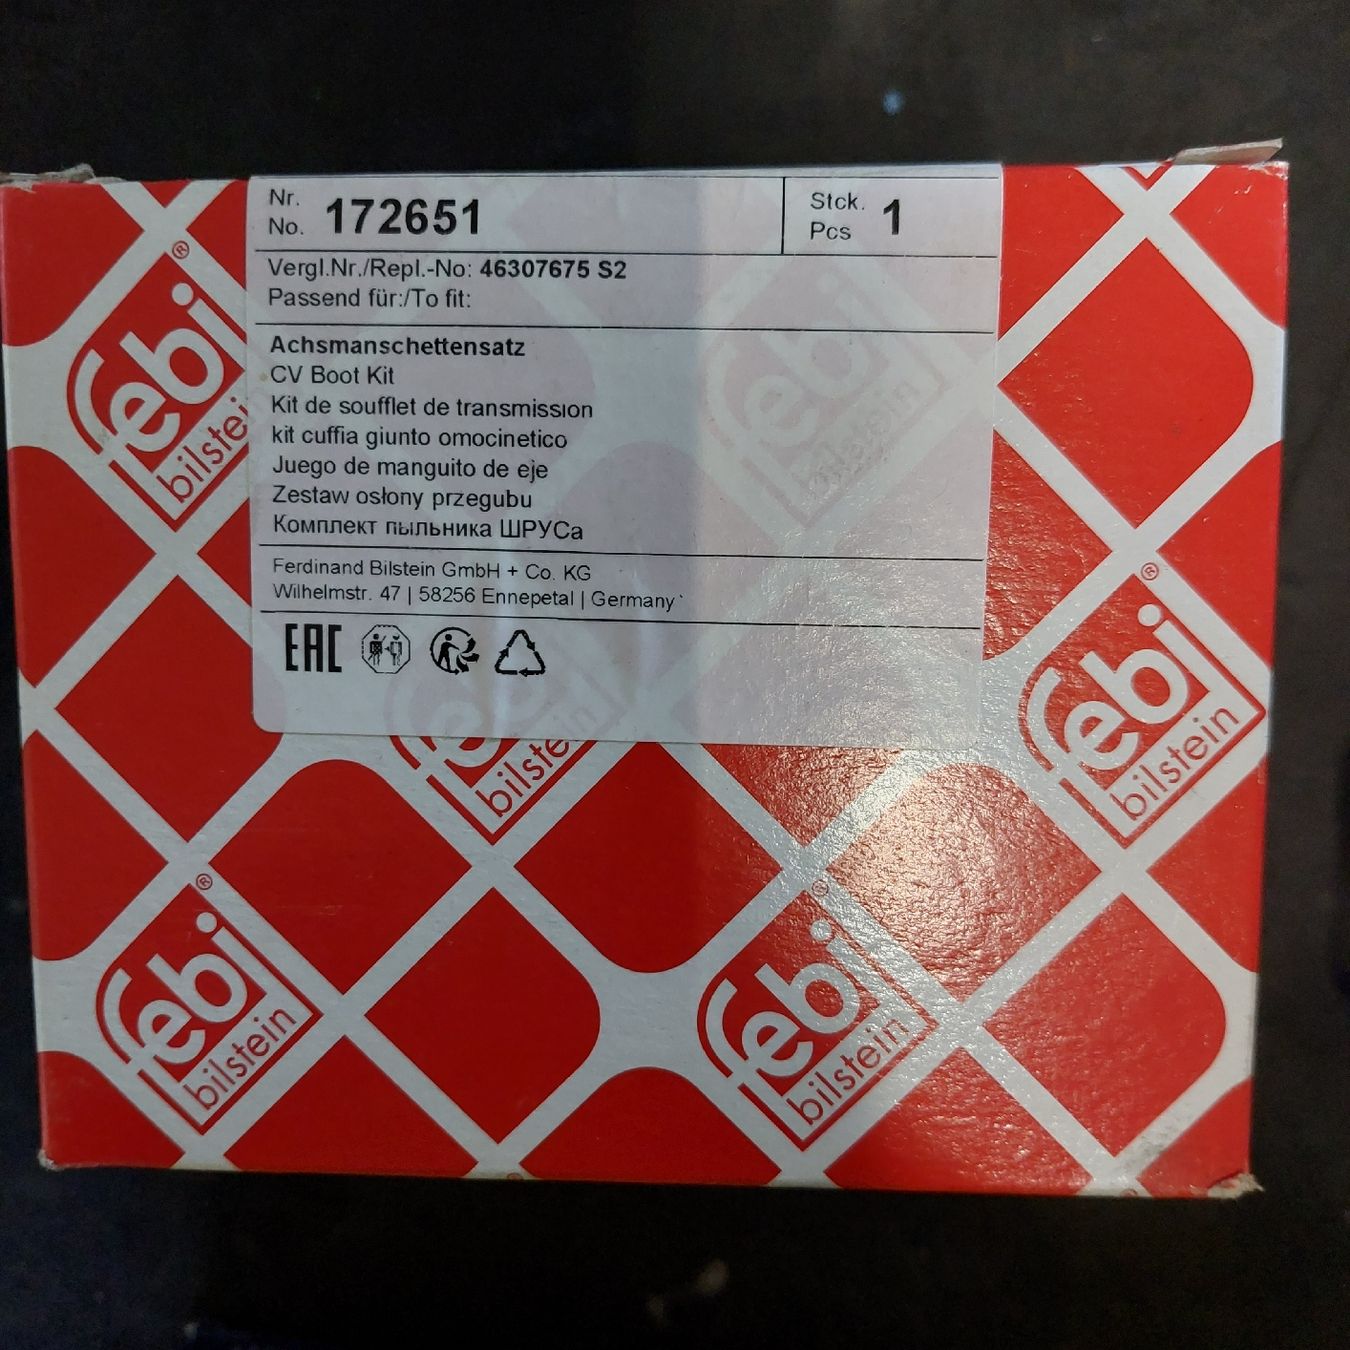 Nr.
No. 172651
Stck.
Pcs 1
Vergl.Nr./Repl.-No: 46307675 S2
Passend für:/To fit:
Achsmanschettensatz
CV Boot Kit
Kit de soufflet de transmission
kit cuffia giunto omocinetico
Juego de manguito de eje
Zestaw osłony przegubu
Комплект пыльника ШРУСа
Ferdinand Bilstein GmbH + Co. KG
Wilhelmstr. 47 | 58256 Ennepetal | Germany
EAC
febi®
bilstein
febi
bilstein
febi
bilstein
febi®
bilstein
febi®
bilstein
febi®
bilstein